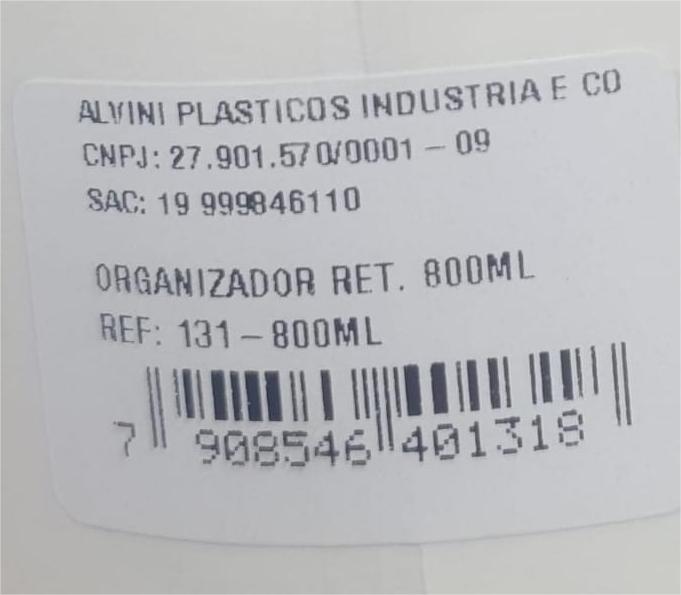 ALVINI PLASTICOS INDUSTRIA E CO
CNPJ: 27.901.570/0001 - 09
SAC: 19 999846110
ORGANIZADOR RET. 800ML
REF: 131-800ML
7 908546 401318